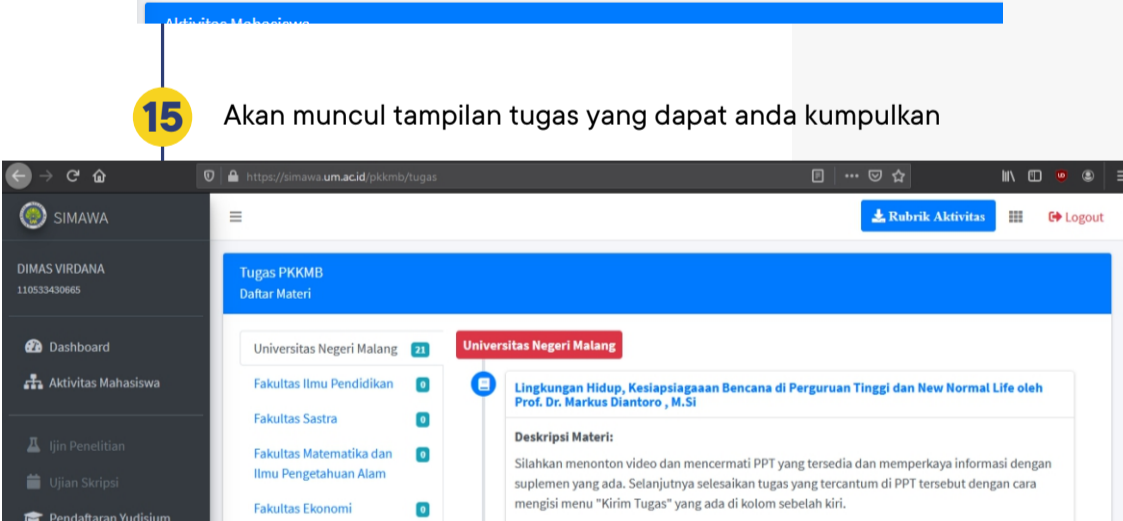 Aktivitas Mahasiswa
15
Akan muncul tampilan tugas yang dapat anda kumpulkan
https://simawa.um.ac.id/pkkmb/tugas
SIMAWA
Rubrik Aktivitas
Logout
DIMAS VIRDANA
110533430665
Dashboard
Aktivitas Mahasiswa
Ijin Penelitian
Ujian Skripsi
Pendaftaran Yudisium
Tugas PKKMB
Daftar Materi
Universitas Negeri Malang 21
Fakultas Ilmu Pendidikan 0
Fakultas Sastra 0
Fakultas Matematika dan 0
Ilmu Pengetahuan Alam
Fakultas Ekonomi 0
Universitas Negeri Malang
Lingkungan Hidup, Kesiapsiagaaan Bencana di Perguruan Tinggi dan New Normal Life oleh
Prof. Dr. Markus Diantoro , M.Si
Deskripsi Materi:
Silahkan menonton video dan mencermati PPT yang tersedia dan memperkaya informasi dengan
suplemen yang ada. Selanjutnya selesaikan tugas yang tercantum di PPT tersebut dengan cara
mengisi menu "Kirim Tugas" yang ada di kolom sebelah kiri.